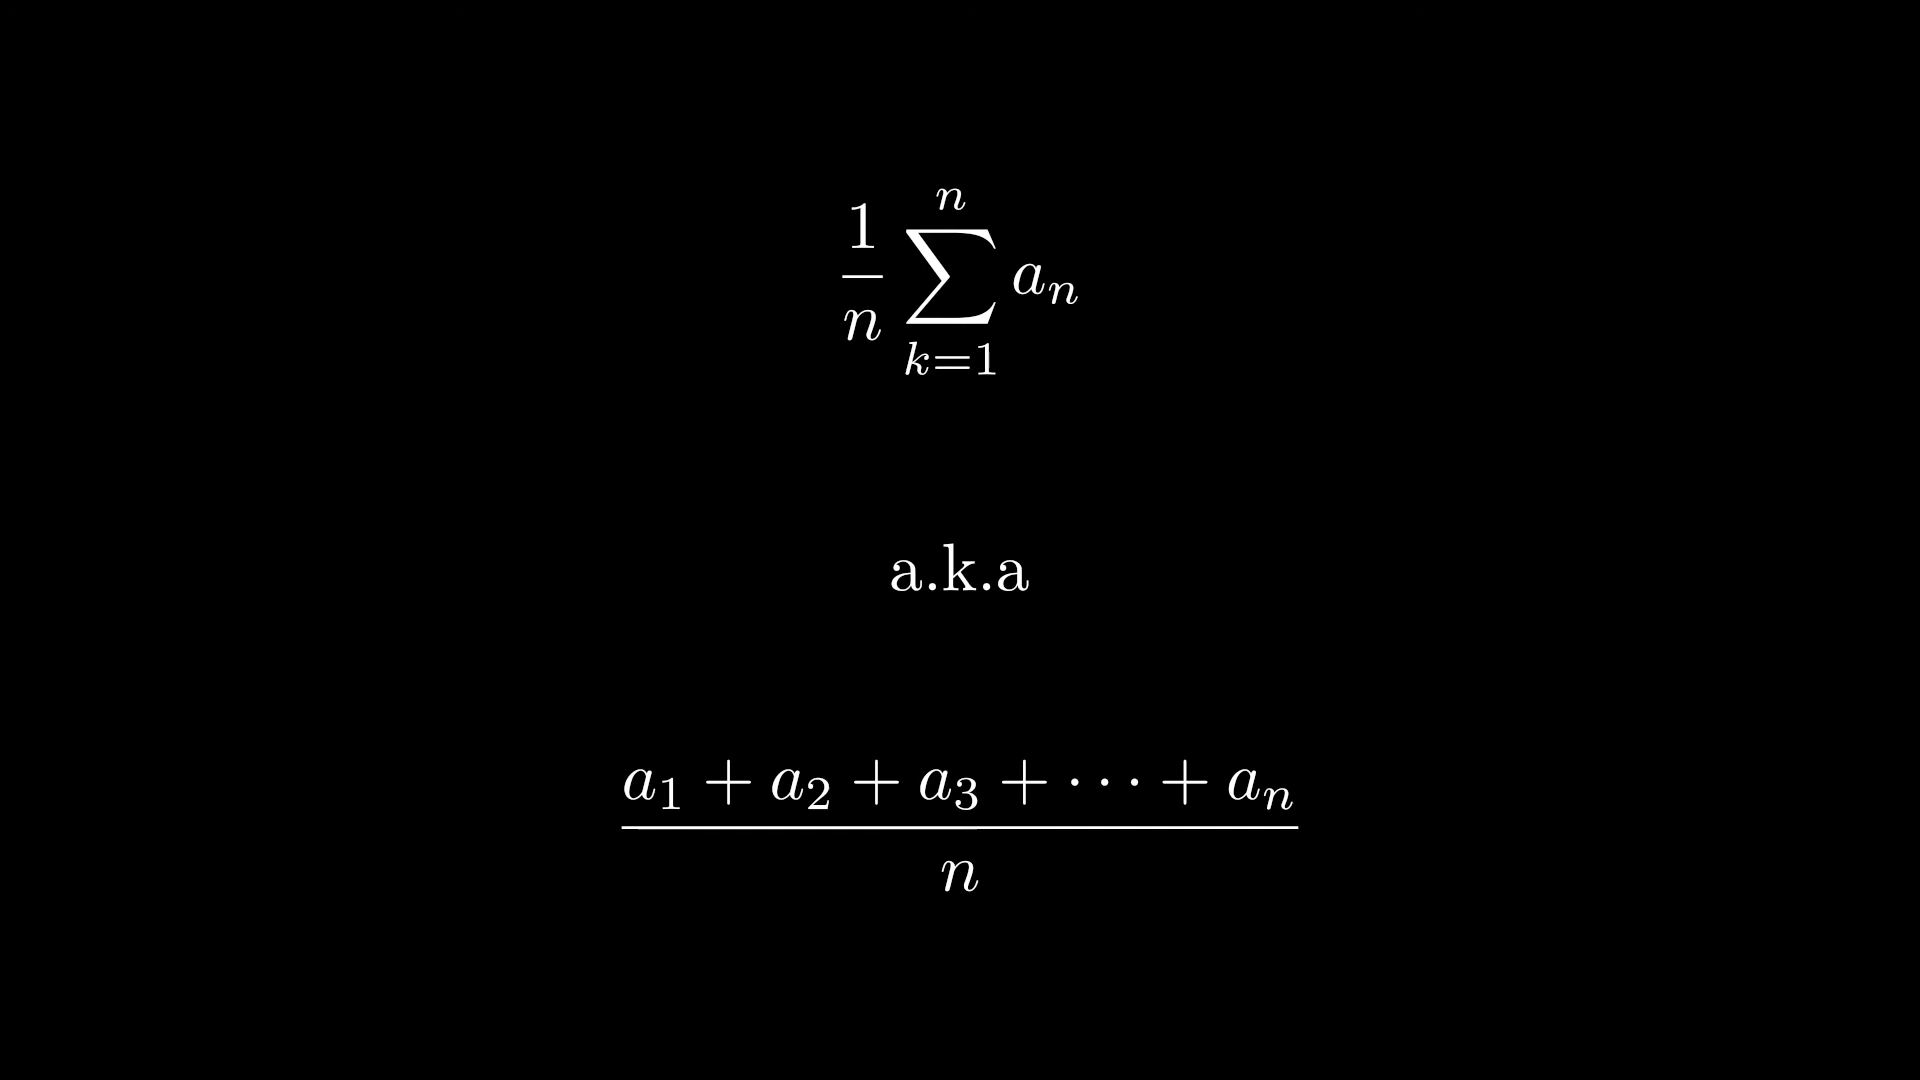 $\frac{1}{n} \sum_{k=1}^{n} a_n$
a.k.a
$\frac{a_1 + a_2 + a_3 + \cdots + a_n}{n}$